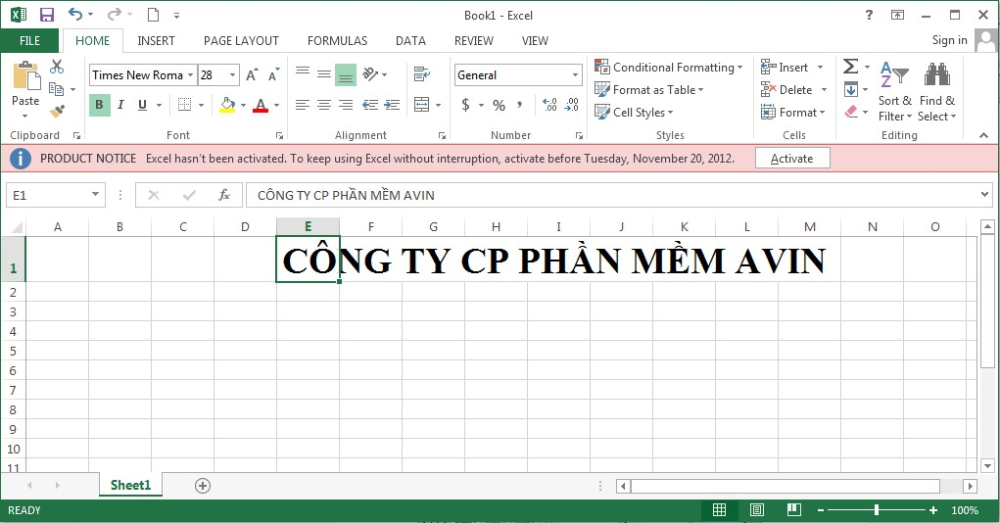 Book1 - Excel
?
FILE HOME INSERT PAGE LAYOUT FORMULAS DATA REVIEW VIEW Sign in
Paste
Times New Roma 28
A A
B I U A
General
$ % ,
Conditional Formatting
Format as Table
Cell Styles
Insert
Delete
Format
Σ
A Z
Sort & Filter
Find & Select
Clipboard Font Alignment Number Styles Cells Editing
PRODUCT NOTICE Excel hasn't been activated. To keep using Excel without interruption, activate before Tuesday, November 20, 2012. Activate
E1 fx CÔNG TY CP PHẦN MỀM AVIN
A B C D E F G H I J K L M N O
1 CÔNG TY CP PHẦN MỀM AVIN
2
3
4
5
6
7
8
9
10
11
Sheet1
READY 100%